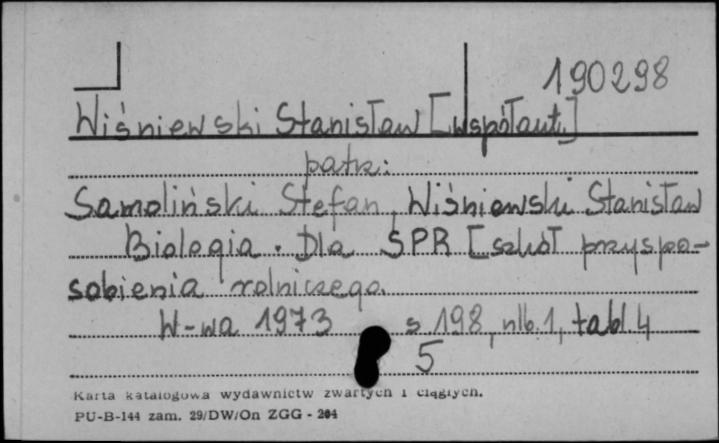 190298
Wiśniewski Stanisław [współaut.]
patrz:
Samoliński Stefan, Wiśniewski Stanisław
Biologia. Dla SPR [szkół przyspo-
sobienia rolniczego.
W-wa 1973 s 198, nlb. 1, tabl 4
5
Karta katalogowa wydawnictw zwartych i ciągłych.
PU-B-144 zam. 29/DW/On ZGG - 204